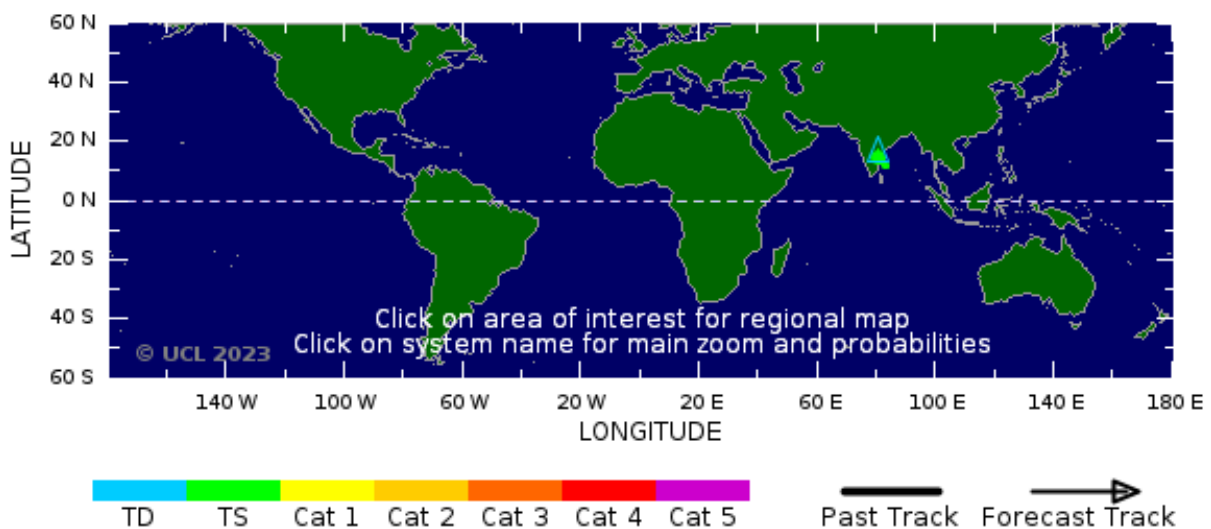 60 N
40 N
20 N
0 N
20 S
40 S
60 S
LATITUDE
Click on area of interest for regional map
Click on system name for main zoom and probabilities
© UCL 2023
140 W 100 W 60 W 20 W 20 E 60 E 100 E 140 E 180 E
LONGITUDE
TD TS Cat 1 Cat 2 Cat 3 Cat 4 Cat 5 Past Track Forecast Track